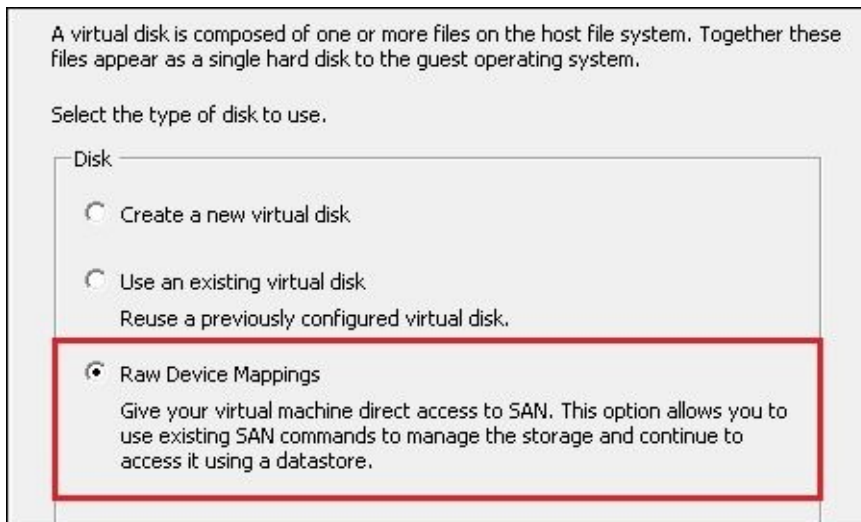 A virtual disk is composed of one or more files on the host file system. Together these
files appear as a single hard disk to the guest operating system.
Select the type of disk to use.
Disk
Create a new virtual disk
Use an existing virtual disk
Reuse a previously configured virtual disk.
Raw Device Mappings
Give your virtual machine direct access to SAN. This option allows you to
use existing SAN commands to manage the storage and continue to
access it using a datastore.